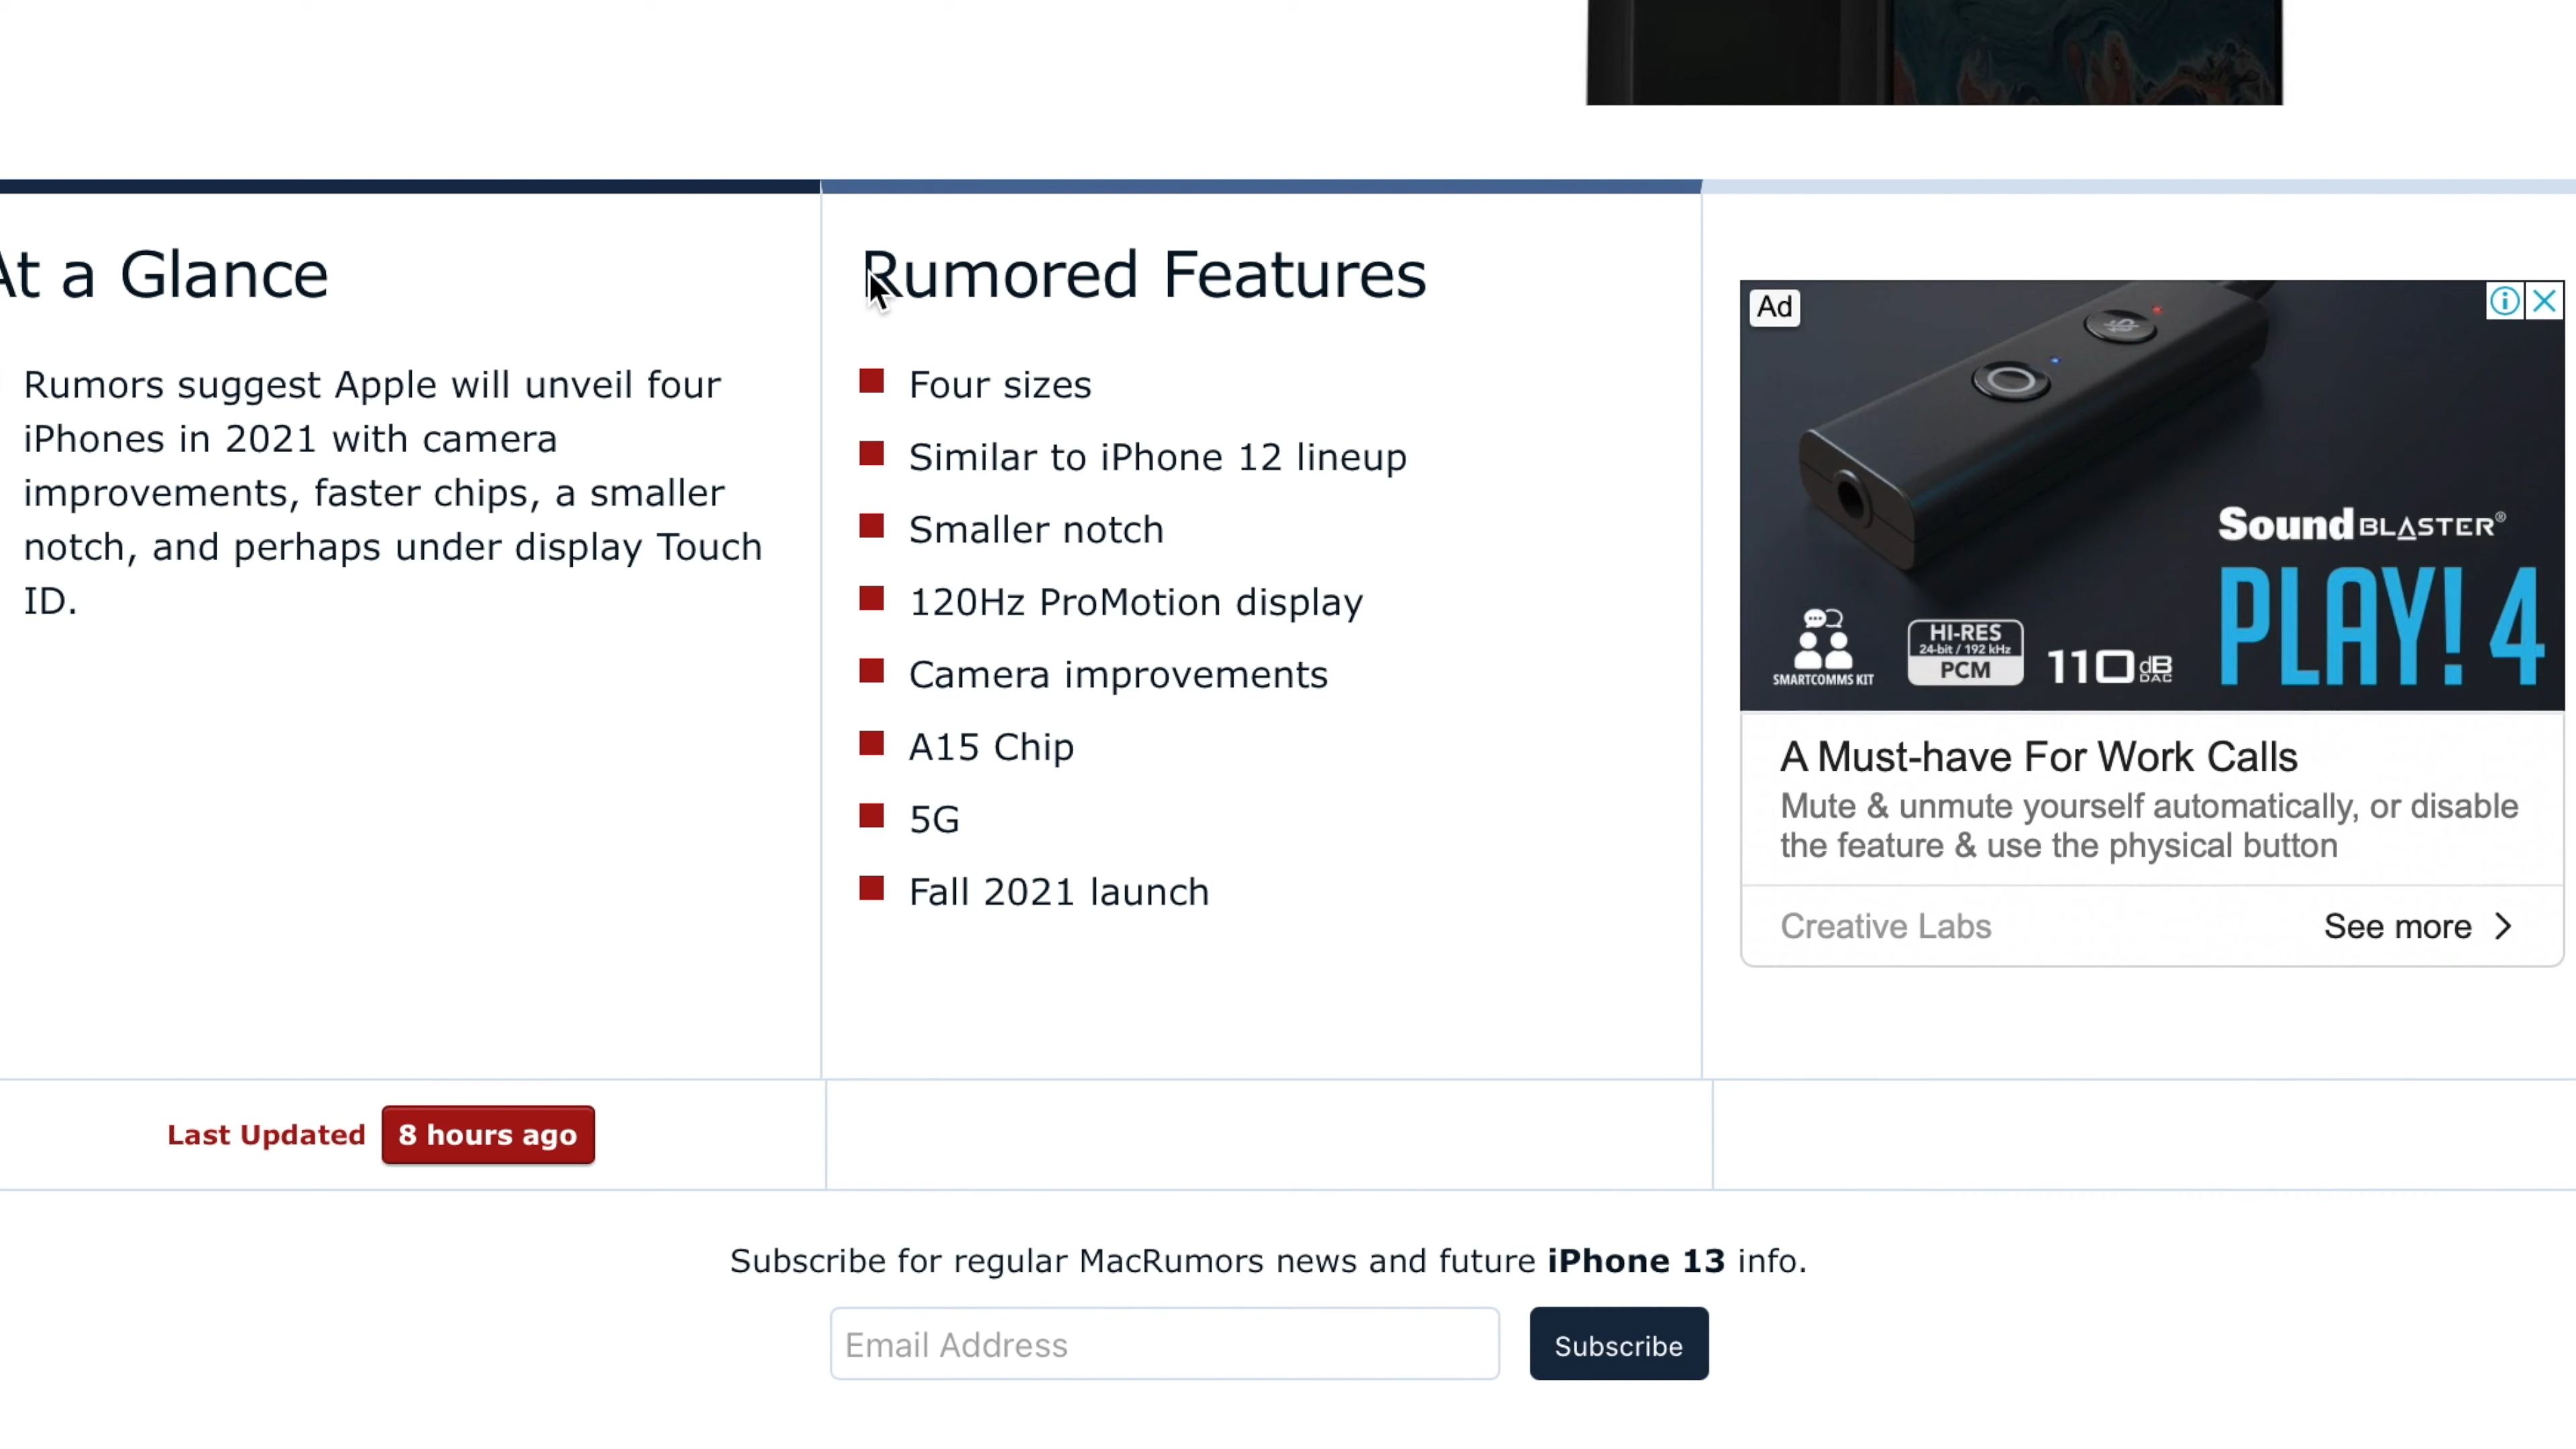 At a Glance
Rumors suggest Apple will unveil four
iPhones in 2021 with camera
improvements, faster chips, a smaller
notch, and perhaps under display Touch
ID.
Rumored Features
Four sizes
Similar to iPhone 12 lineup
Smaller notch
120Hz ProMotion display
Camera improvements
A15 Chip
5G
Fall 2021 launch
Ad
Sound BLASTER®
PLAY! 4
SMARTCOMMS KIT
HI-RES
24-bit / 192 kHz
PCM
110 dB
DAC
A Must-have For Work Calls
Mute & unmute yourself automatically, or disable
the feature & use the physical button
Creative Labs
See more
Last Updated 8 hours ago
Subscribe for regular MacRumors news and future iPhone 13 info.
Email Address
Subscribe